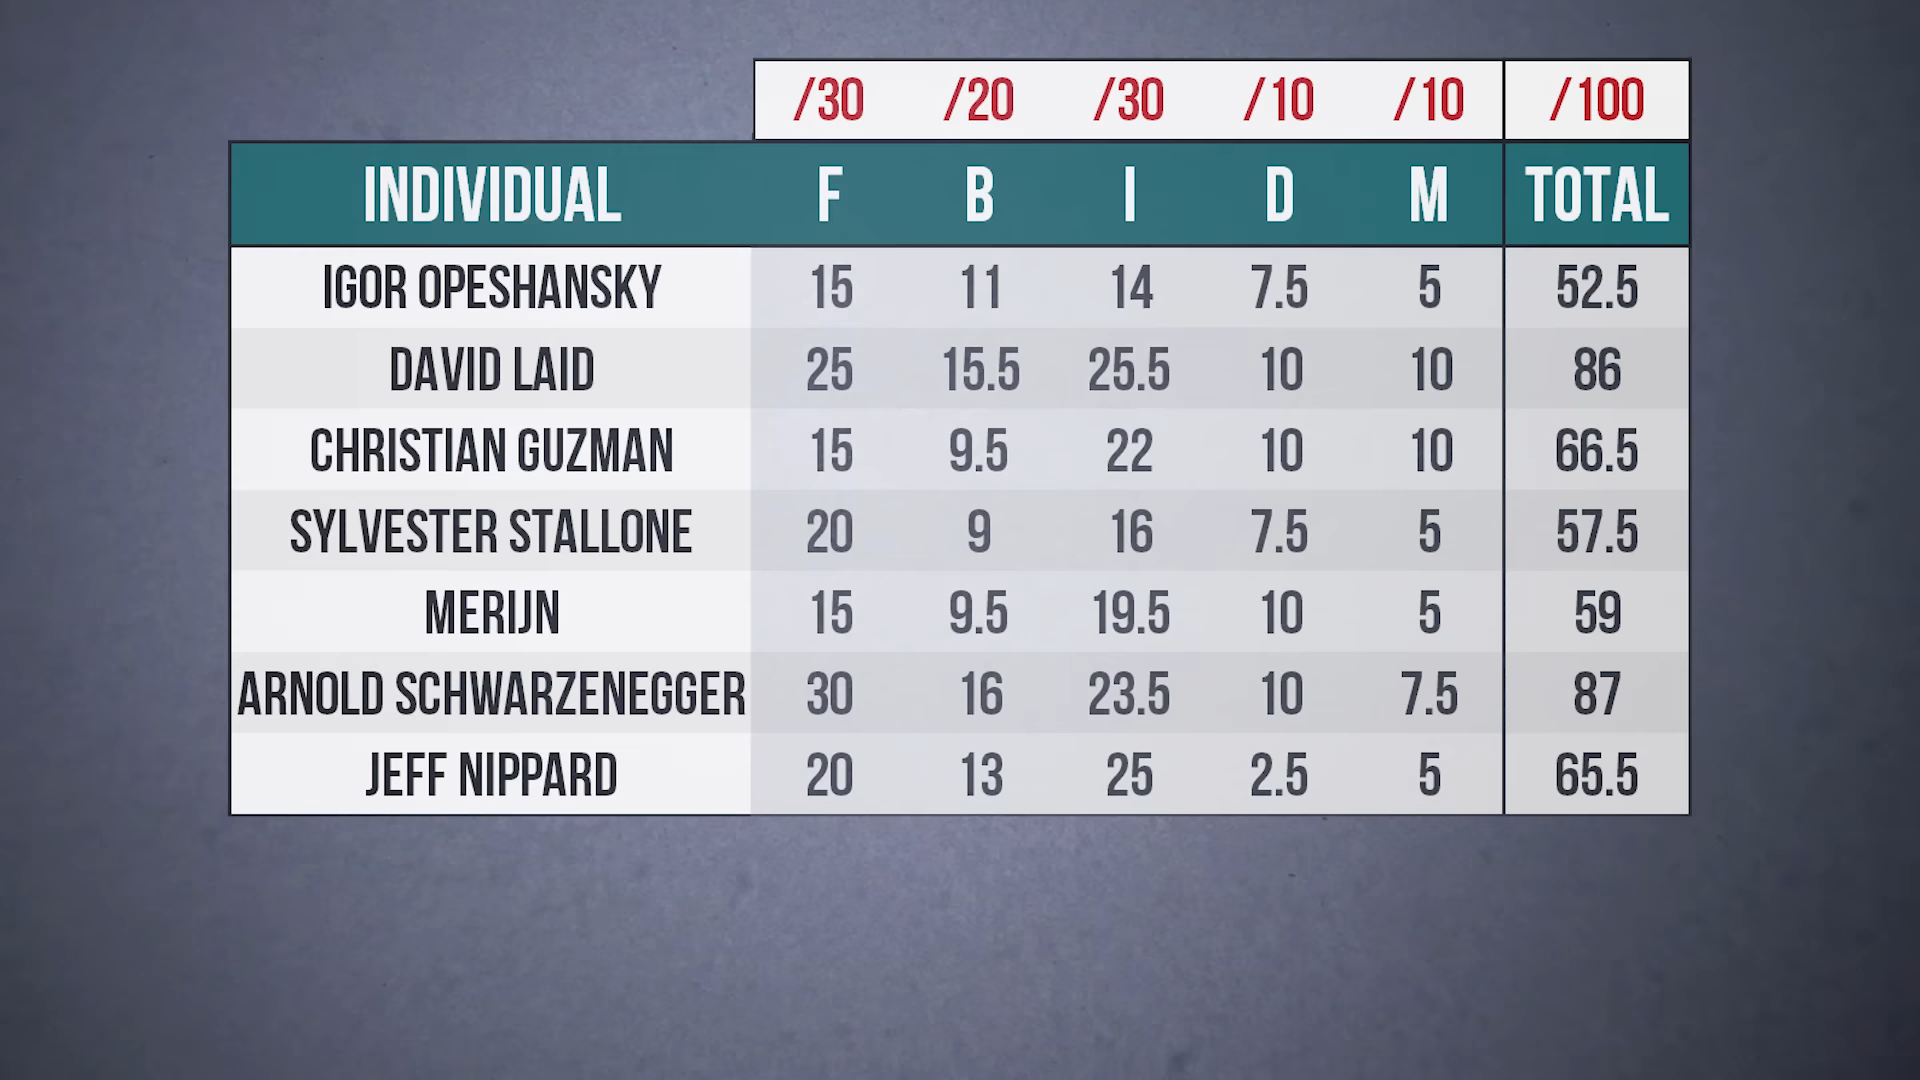 /30 /20 /30 /10 /10 /100
INDIVIDUAL F B I D M TOTAL
IGOR OPESHANSKY 15 11 14 7.5 5 52.5
DAVID LAID 25 15.5 25.5 10 10 86
CHRISTIAN GUZMAN 15 9.5 22 10 10 66.5
SYLVESTER STALLONE 20 9 16 7.5 5 57.5
MERIJN 15 9.5 19.5 10 5 59
ARNOLD SCHWARZENEGGER 30 16 23.5 10 7.5 87
JEFF NIPPARD 20 13 25 2.5 5 65.5